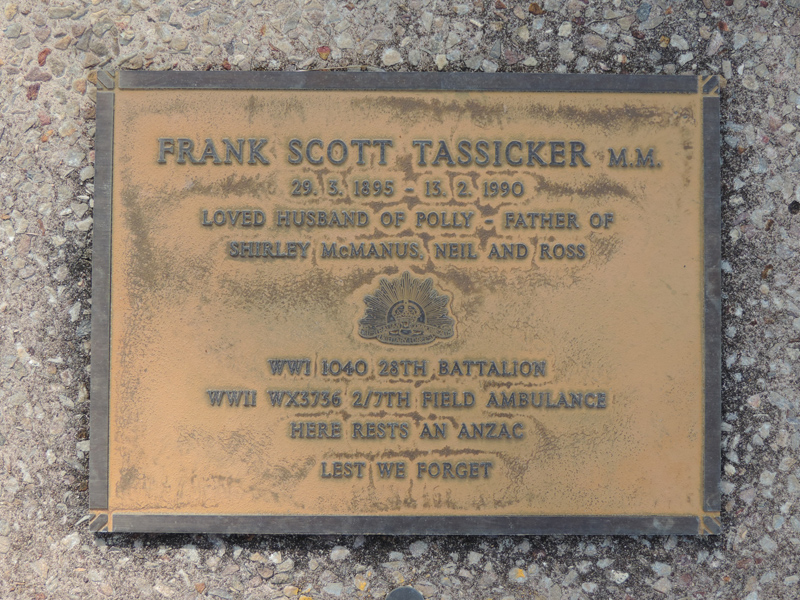 FRANK SCOTT TASSICKER M.M.
29. 3. 1895 - 13. 2. 1990
LOVED HUSBAND OF POLLY - FATHER OF
SHIRLEY McMANUS, NEIL AND ROSS
WWI 1040 28TH BATTALION
WWII WX3736 2/7TH FIELD AMBULANCE
HERE RESTS AN ANZAC
LEST WE FORGET